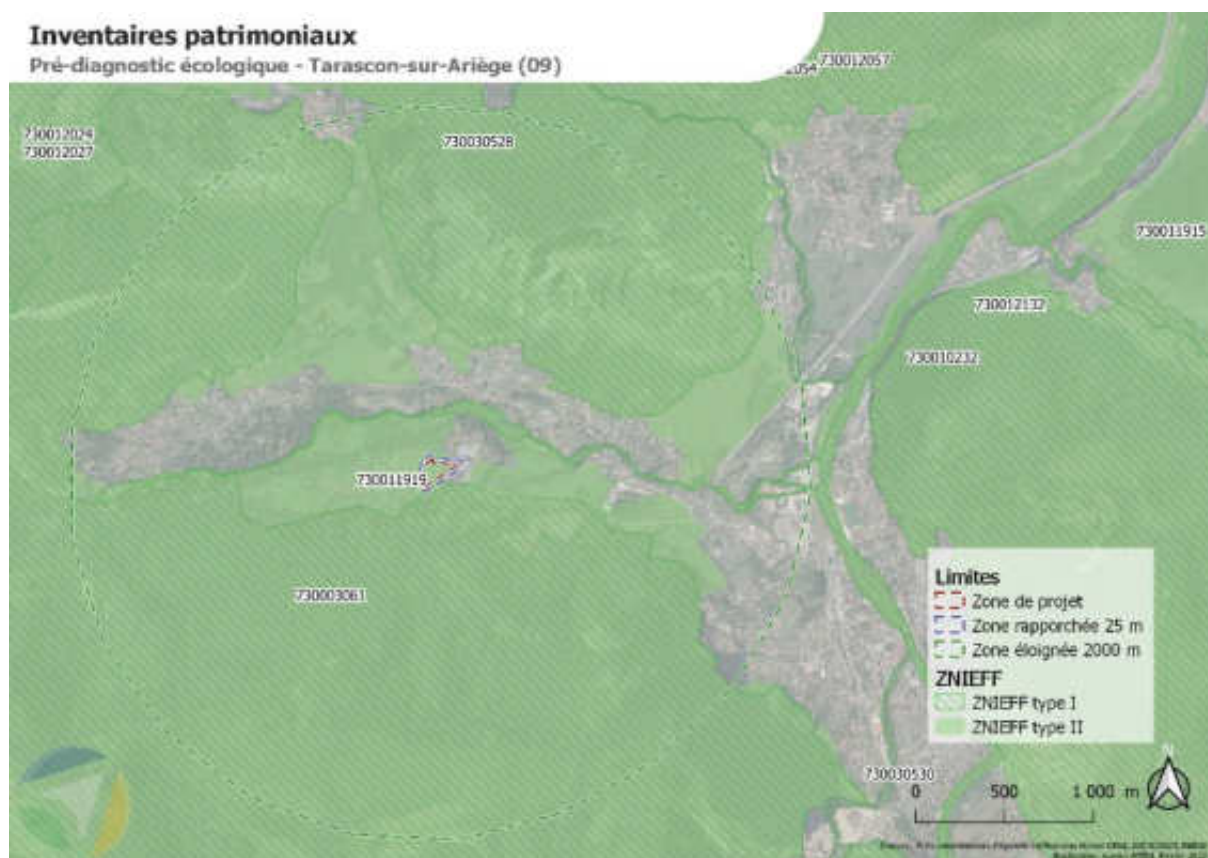 Inventaires patrimoniaux
Pré-diagnostic écologique - Tarascon-sur-Ariège (09)
730012057
730012024
730012027
730030528
730011915
730012132
730010232
730011919
730003061
Limites
Zone de projet
Zone rapporchée 25 m
Zone éloignée 2000 m
ZNIEFF
ZNIEFF type I
ZNIEFF type II
730030530
0 500 1 000 m